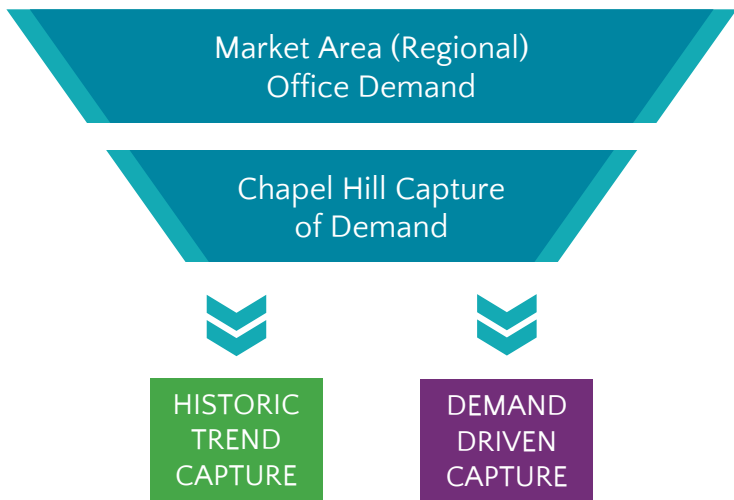 Market Area (Regional)
Office Demand
Chapel Hill Capture
of Demand
HISTORIC
TREND
CAPTURE
DEMAND
DRIVEN
CAPTURE